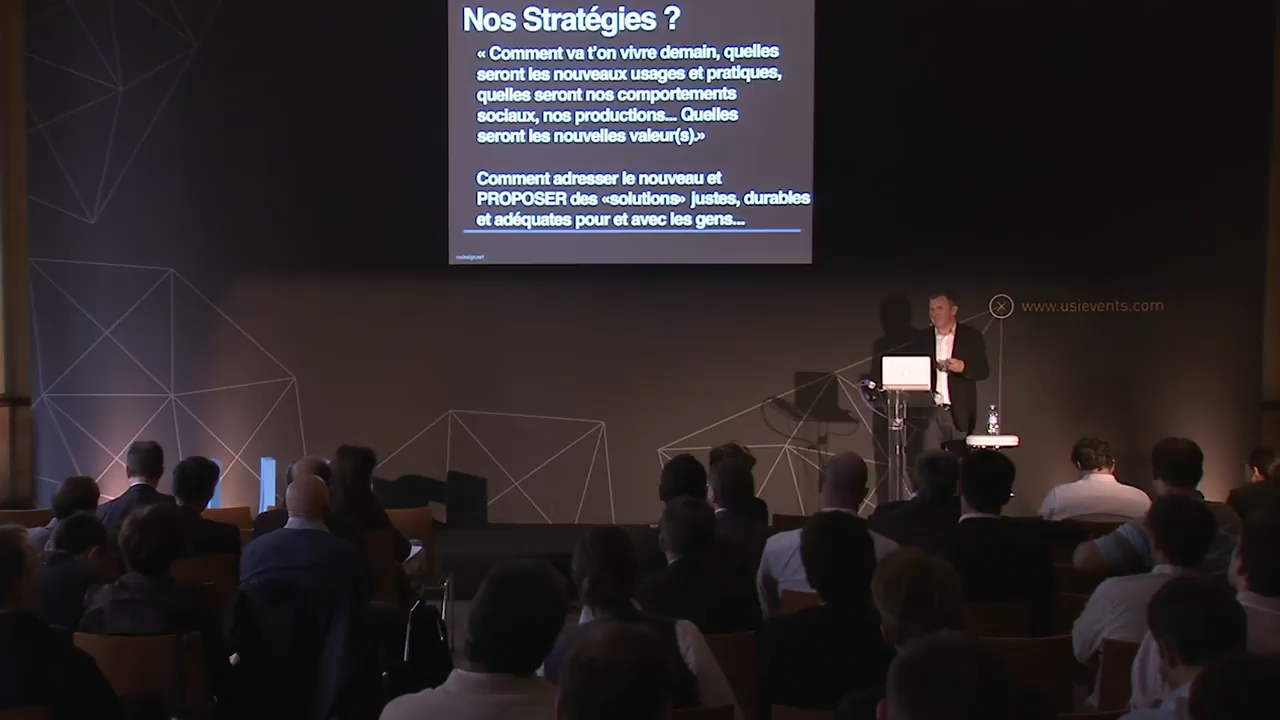 Nos Stratégies ?
« Comment va t'on vivre demain, quelles
seront les nouveaux usages et pratiques,
quelles seront nos comportements
sociaux, nos productions... Quelles
seront les nouvelles valeur(s).»
Comment adresser le nouveau et
PROPOSER des «solutions» justes, durables
et adéquates pour et avec les gens...
www.usievents.com